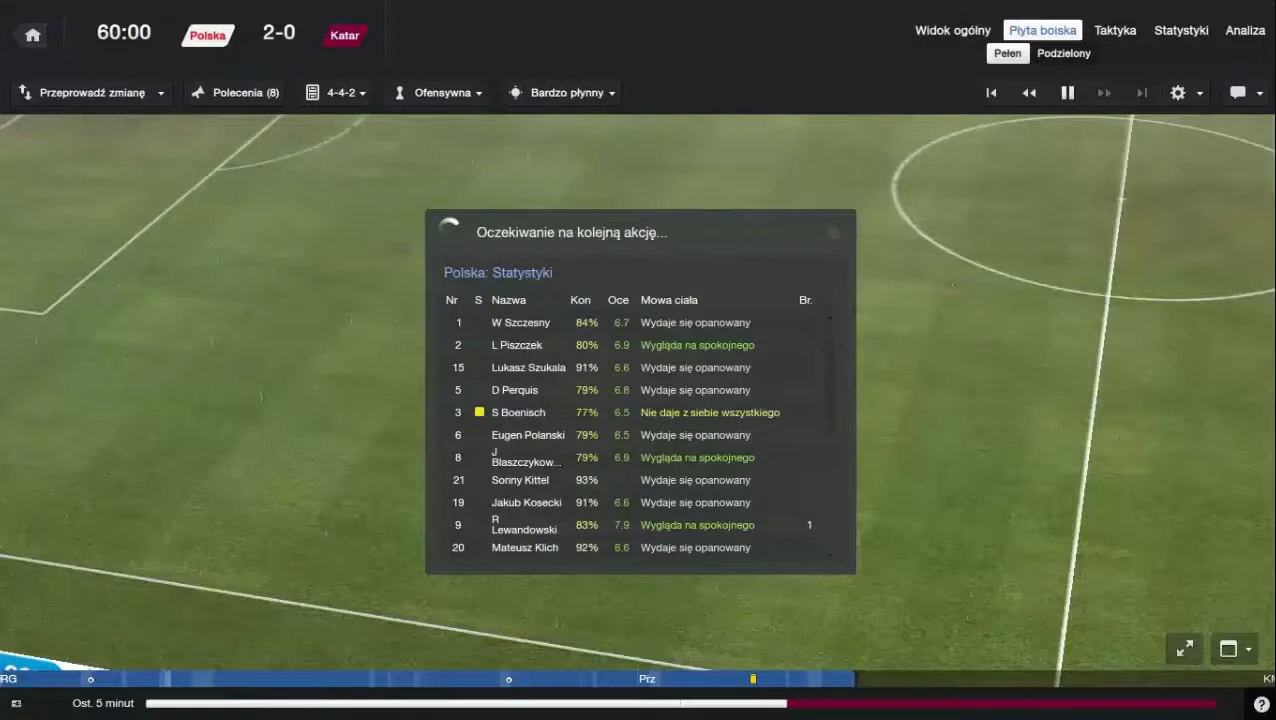 60:00 Polska 2-0 Katar
Widok ogólny Płyta boiska Taktyka Statystyki Analiza
Pełen Podzielony
Przeprowadź zmianę Polecenia (8) 4-4-2 Ofensywna Bardzo płynny
Oczekiwanie na kolejną akcję...
Polska: Statystyki
Nr S Nazwa Kon Oce Mowa ciała Br.
1 W Szczesny 84% 6.7 Wydaje się opanowany
2 L Piszczek 80% 6.9 Wygląda na spokojnego
15 Lukasz Szukala 91% 6.6 Wydaje się opanowany
5 D Perquis 79% 6.8 Wydaje się opanowany
3 S Boenisch 77% 6.5 Nie daje z siebie wszystkiego
6 Eugen Polanski 79% 6.5 Wydaje się opanowany
8 J Blaszczykow... 79% 6.9 Wygląda na spokojnego
21 Sonny Kittel 93% Wydaje się opanowany
19 Jakub Kosecki 91% 6.6 Wydaje się opanowany
9 R Lewandowski 83% 7.9 Wygląda na spokojnego 1
20 Mateusz Klich 92% 6.6 Wydaje się opanowany
RG Prz
Ost. 5 minut
?